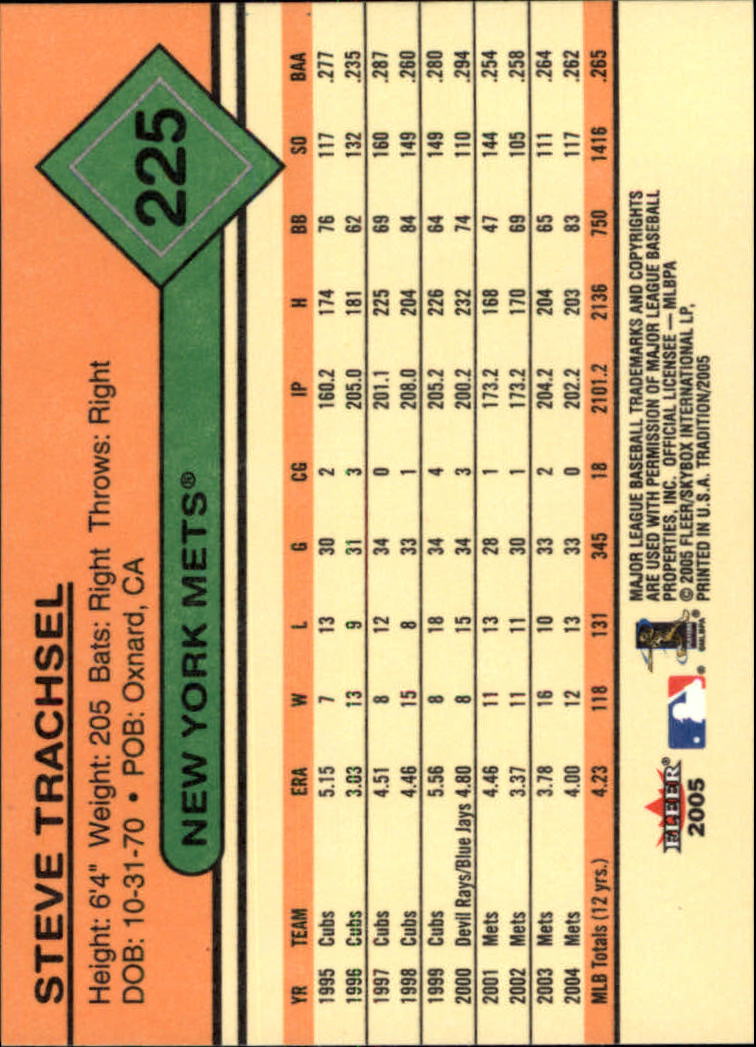 STEVE TRACHSEL
Height: 6'4" Weight: 205 Bats: Right Throws: Right
DOB: 10-31-70 • POB: Oxnard, CA
225
NEW YORK METS®
YR TEAM ERA W L G CG IP H BB SO BAA
1995 Cubs 5.15 7 13 30 2 160.2 174 76 117 .277
1996 Cubs 3.03 13 9 31 3 205.0 181 62 132 .235
1997 Cubs 4.51 8 12 34 0 201.1 225 69 160 .287
1998 Cubs 4.46 15 8 33 1 208.0 204 84 149 .260
1999 Cubs 5.56 8 18 34 4 205.2 226 64 149 .280
2000 Devil Rays/Blue Jays 4.80 8 15 34 3 200.2 232 74 110 .294
2001 Mets 4.46 11 13 28 1 173.2 168 47 144 .254
2002 Mets 3.37 11 11 30 1 173.2 170 69 105 .258
2003 Mets 3.78 16 10 33 2 204.2 204 65 111 .264
2004 Mets 4.00 12 13 33 0 202.2 203 83 117 .262
MLB Totals (12 yrs.) 4.23 118 131 345 18 2101.2 2136 750 1416 .265
FLEER®
2005
®
®
©MLBPA
MAJOR LEAGUE BASEBALL TRADEMARKS AND COPYRIGHTS
ARE USED WITH PERMISSION OF MAJOR LEAGUE BASEBALL
PROPERTIES, INC. OFFICIAL LICENSEE — MLBPA
© 2005 FLEER/SKYBOX INTERNATIONAL LP.
PRINTED IN U.S.A. TRADITION/2005